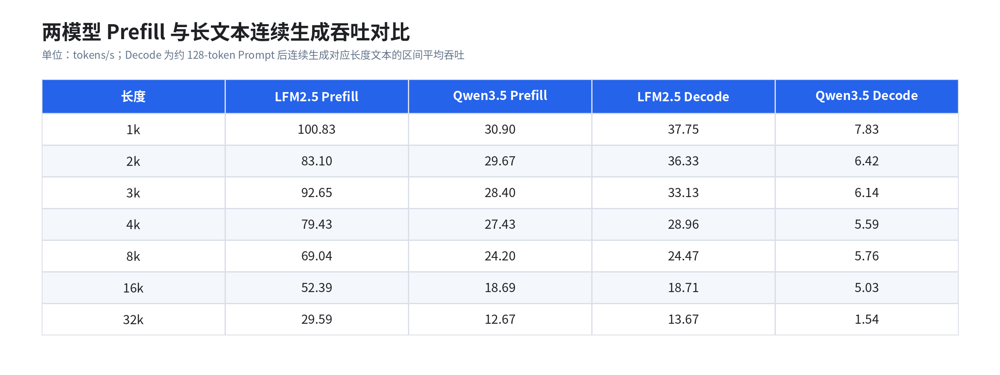 两模型 Prefill 与长文本连续生成吞吐对比
单位：tokens/s；Decode 为约 128-token Prompt 后连续生成对应长度文本的区间平均吞吐
长度 LFM2.5 Prefill Qwen3.5 Prefill LFM2.5 Decode Qwen3.5 Decode
1k 100.83 30.90 37.75 7.83
2k 83.10 29.67 36.33 6.42
3k 92.65 28.40 33.13 6.14
4k 79.43 27.43 28.96 5.59
8k 69.04 24.20 24.47 5.76
16k 52.39 18.69 18.71 5.03
32k 29.59 12.67 13.67 1.54